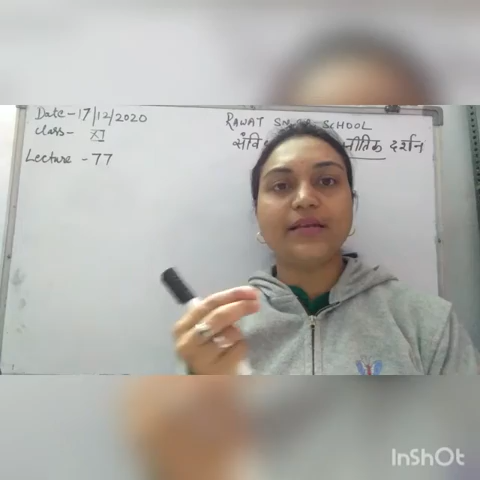 Date - 17/12/2020
Class - XI
Lecture - 77
RAWAT SCHOOL
दर्शन
InShOt